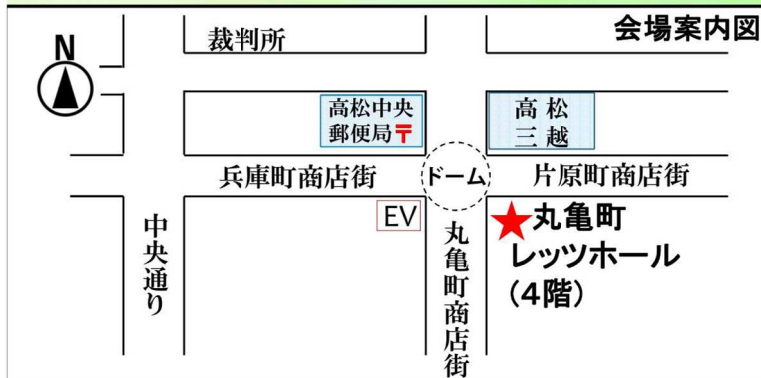 会場案内図
N
裁判所
高松中央
郵便局〒
高松
三越
兵庫町商店街
ドーム
片原町商店街
EV
中央通り
丸亀町商店街
★丸亀町
レッツホール
(4階)